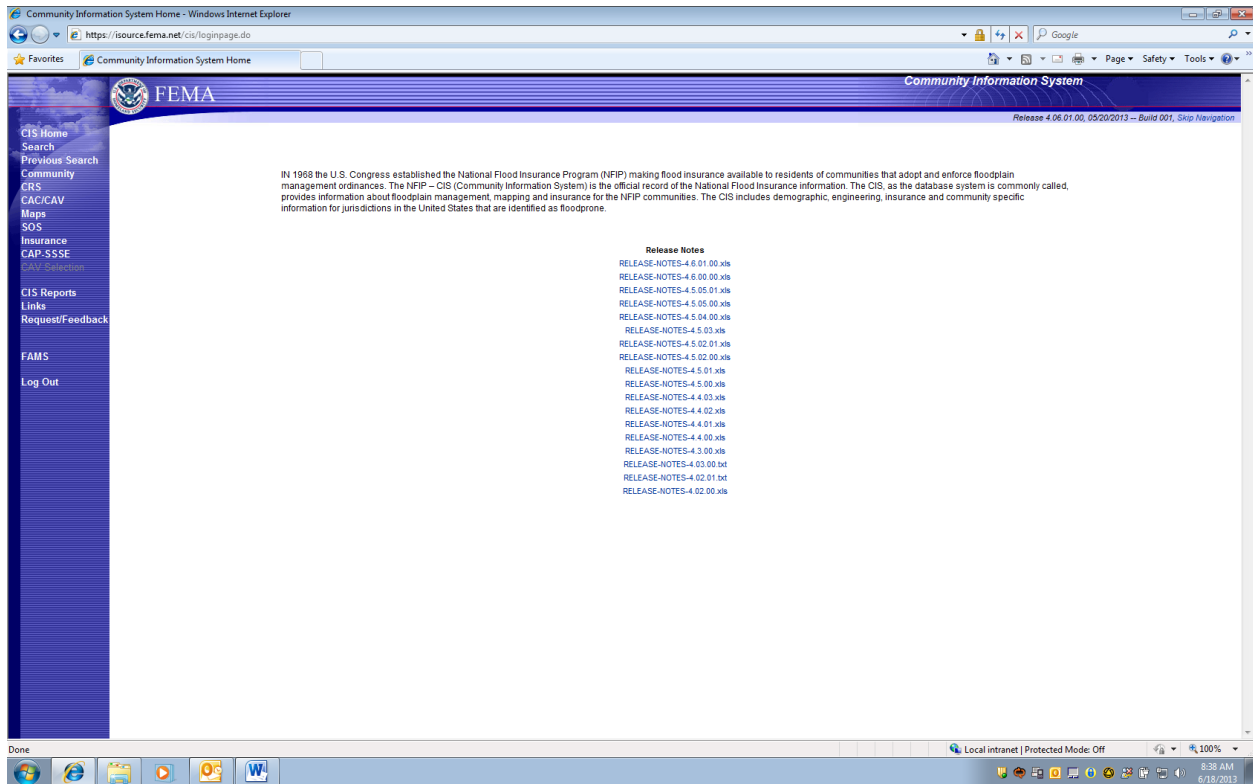 Community Information System Home - Windows Internet Explorer
https://isource.fema.net/cis/loginpage.do
Google
Favorites
Community Information System Home
Page
Safety
Tools
FEMA
Community Information System
Release 4.06.01.00, 05/20/2013 -- Build 001, Skip Navigation
CIS Home
Search
Previous Search
Community
CRS
CAC/CAV
Maps
SOS
Insurance
CAP-SSSE
CAV Selection
CIS Reports
Links
Request/Feedback
FAMS
Log Out
IN 1968 the U.S. Congress established the National Flood Insurance Program (NFIP) making flood insurance available to residents of communities that adopt and enforce floodplain
management ordinances. The NFIP – CIS (Community Information System) is the official record of the National Flood Insurance information. The CIS, as the database system is commonly called,
provides information about floodplain management, mapping and insurance for the NFIP communities. The CIS includes demographic, engineering, insurance and community specific
information for jurisdictions in the United States that are identified as floodprone.
Release Notes
RELEASE-NOTES-4.6.01.00.xls
RELEASE-NOTES-4.6.00.00.xls
RELEASE-NOTES-4.5.05.01.xls
RELEASE-NOTES-4.5.05.00.xls
RELEASE-NOTES-4.5.04.00.xls
RELEASE-NOTES-4.5.03.xls
RELEASE-NOTES-4.5.02.01.xls
RELEASE-NOTES-4.5.02.00.xls
RELEASE-NOTES-4.5.01.xls
RELEASE-NOTES-4.5.00.xls
RELEASE-NOTES-4.4.03.xls
RELEASE-NOTES-4.4.02.xls
RELEASE-NOTES-4.4.01.xls
RELEASE-NOTES-4.4.00.xls
RELEASE-NOTES-4.3.00.xls
RELEASE-NOTES-4.03.00.txt
RELEASE-NOTES-4.02.01.txt
RELEASE-NOTES-4.02.00.xls
Done
Local intranet | Protected Mode: Off
100%
8:38 AM
6/18/2013